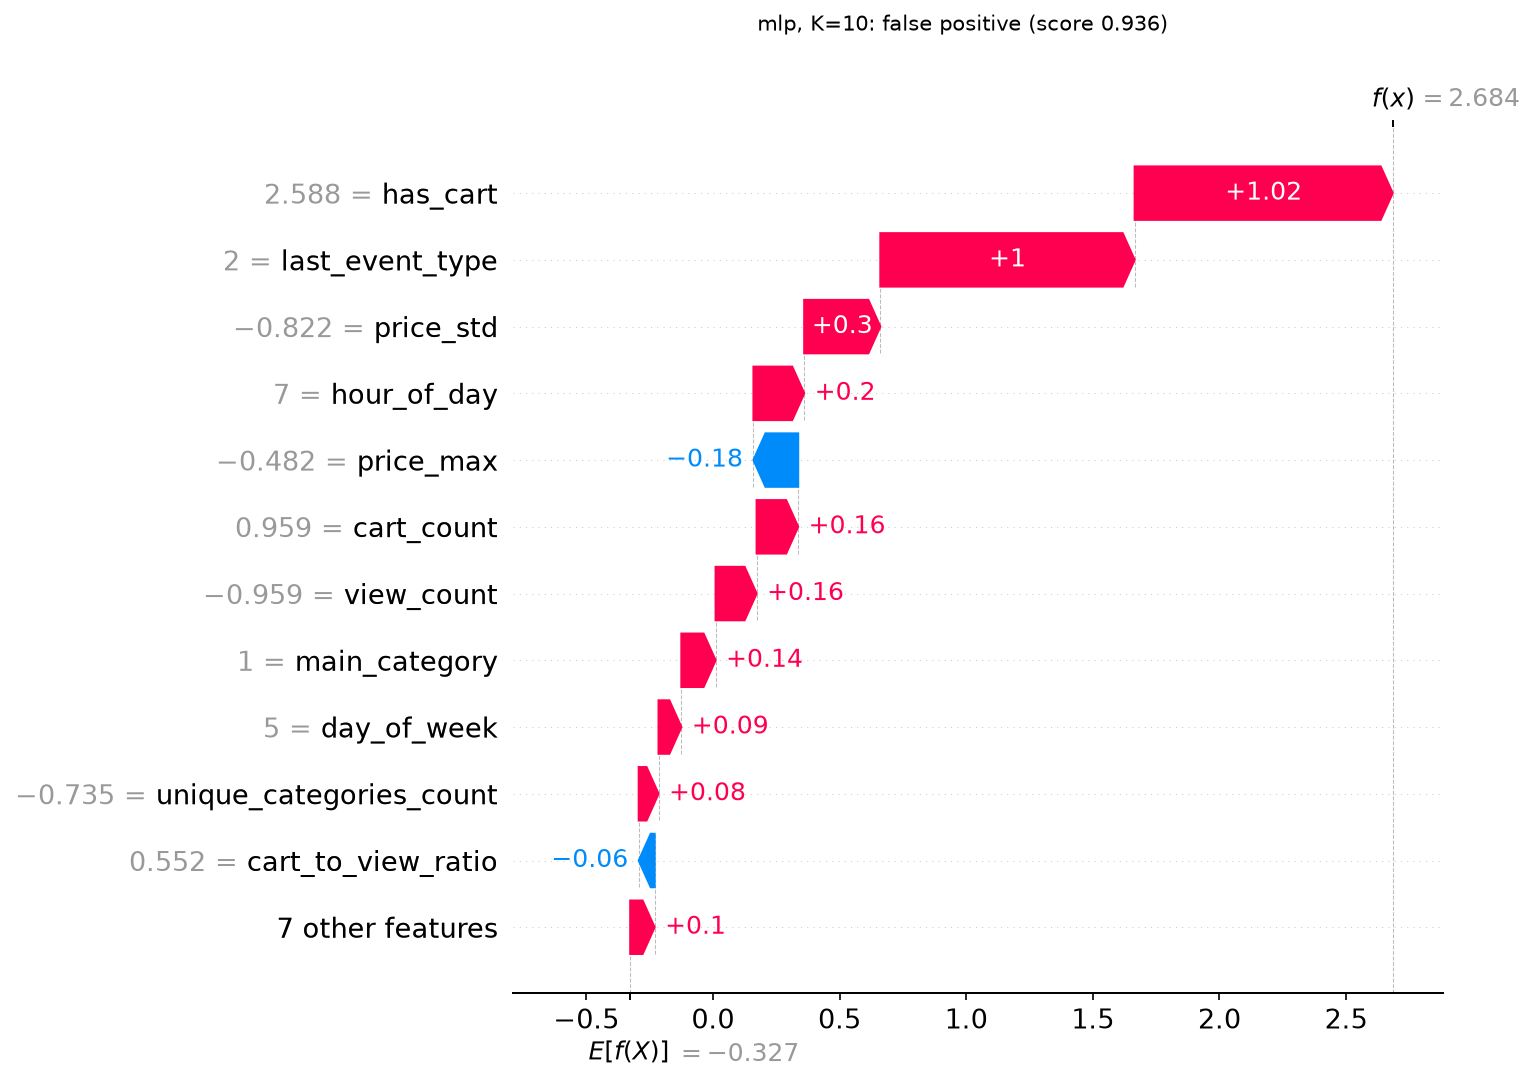 mlp, K=10: false positive (score 0.936)
f(x) = 2.684
2.588 = has_cart +1.02
2 = last_event_type +1
−0.822 = price_std +0.3
7 = hour_of_day +0.2
−0.482 = price_max −0.18
0.959 = cart_count +0.16
−0.959 = view_count +0.16
1 = main_category +0.14
5 = day_of_week +0.09
−0.735 = unique_categories_count +0.08
0.552 = cart_to_view_ratio −0.06
7 other features +0.1
−0.5 0.0 0.5 1.0 1.5 2.0 2.5
E[f(X)] = −0.327